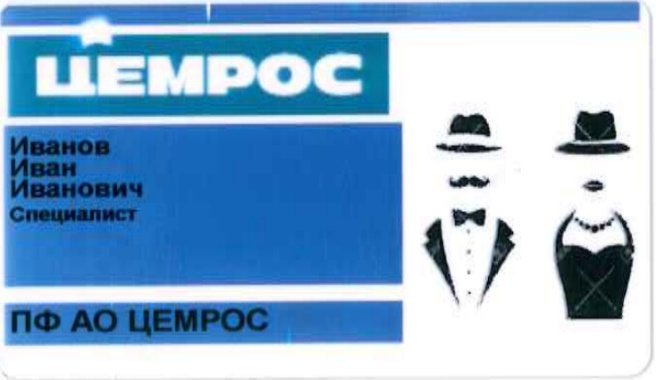 ЦЕМРОС
Иванов
Иван
Иванович
Специалист
ПФ АО ЦЕМРОС